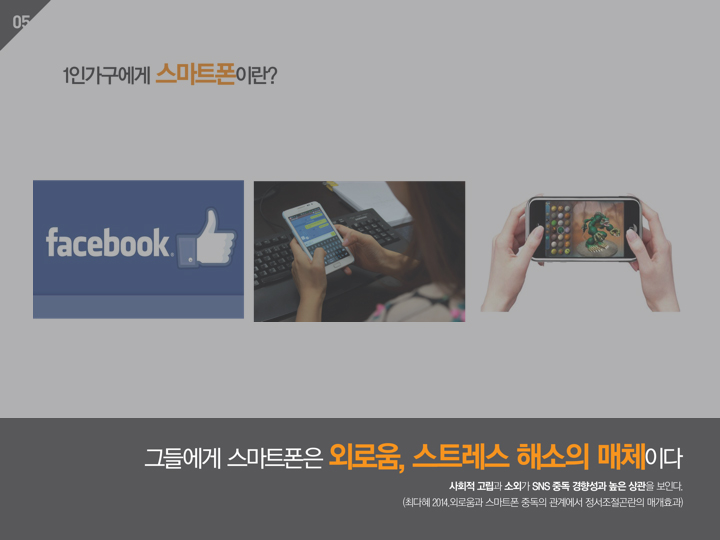 05
1인가구에게 스마트폰이란?
facebook
그들에게 스마트폰은 외로움, 스트레스 해소의 매체이다
사회적 고립과 소외가 SNS 중독 경향성과 높은 상관을 보인다.
(최다혜 2014,외로움과 스마트폰 중독의 관계에서 정서조절곤란의 매개효과)